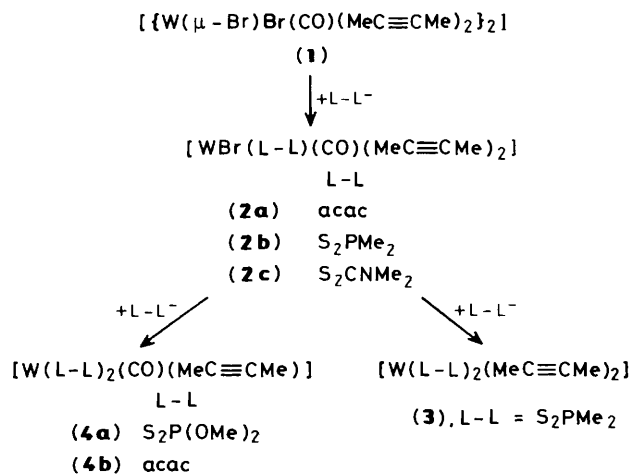 [{W(μ-Br)Br(CO)(MeC≡CMe)₂}₂]
(1)
+L-L⁻
[WBr(L-L)(CO)(MeC≡CMe)₂]
L-L
(2a) acac
(2b) S₂PMe₂
(2c) S₂CNMe₂
+L-L⁻ +L-L⁻
[W(L-L)₂(CO)(MeC≡CMe)] [W(L-L)₂(MeC≡CMe)₂]
L-L
(3), L-L = S₂PMe₂
(4a) S₂P(OMe)₂
(4b) acac